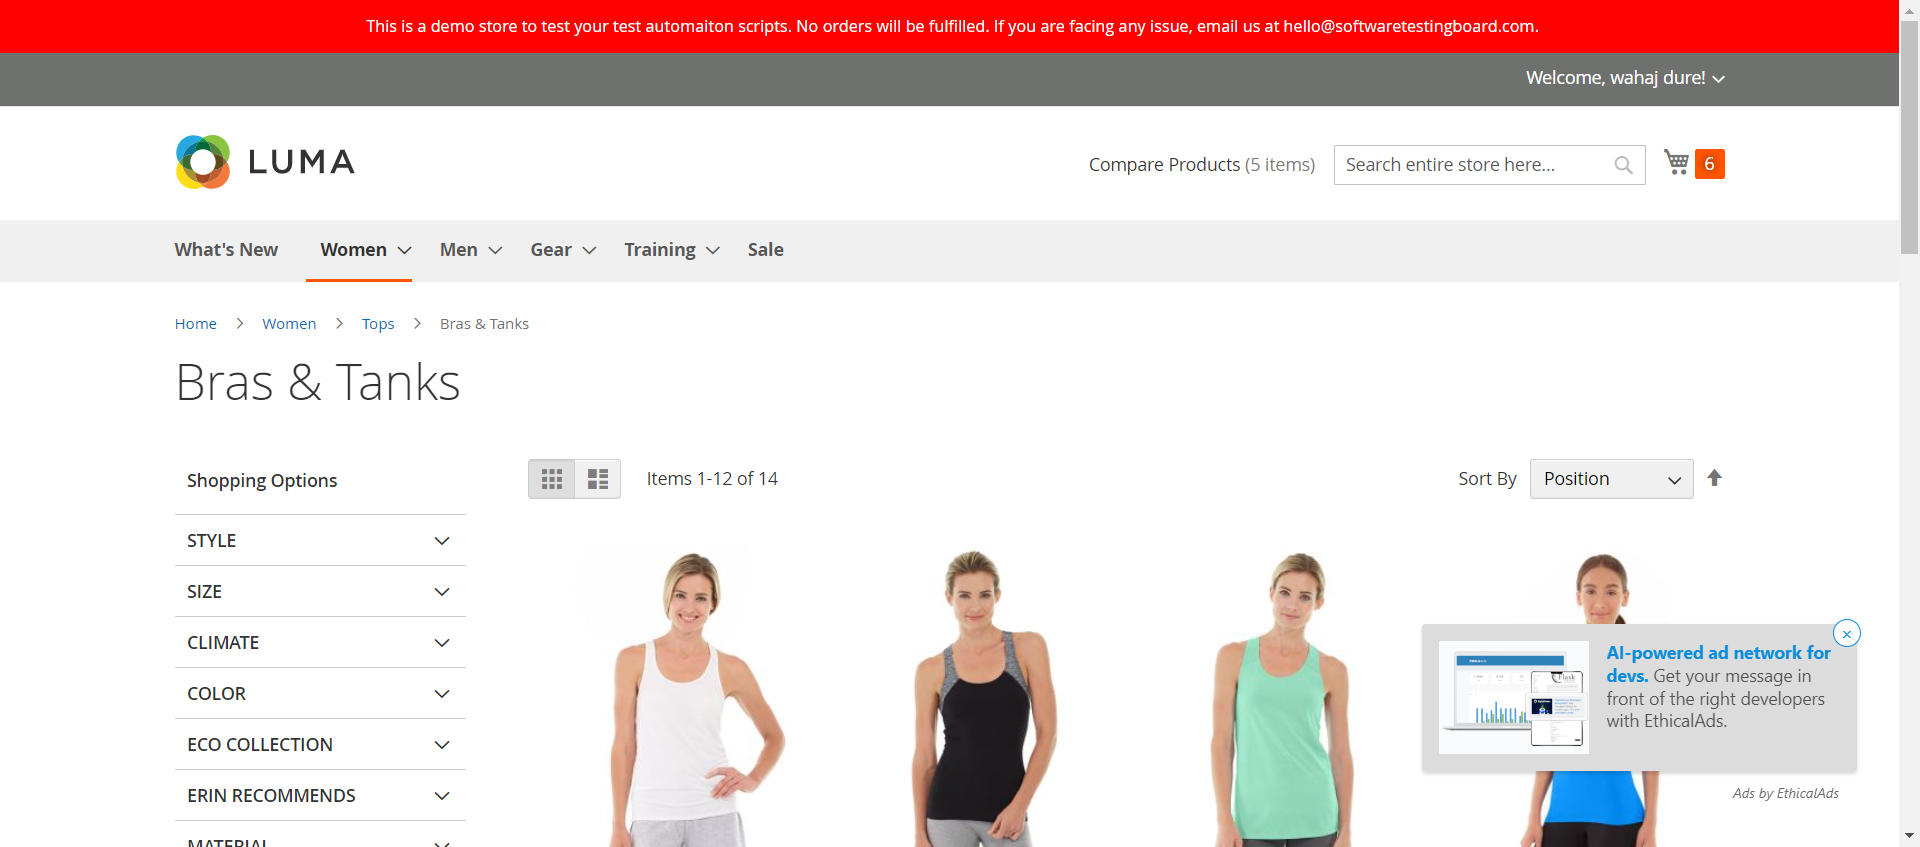 This is a demo store to test your test automaiton scripts. No orders will be fulfilled. If you are facing any issue, email us at hello@softwaretestingboard.com.
Welcome, wahaj dure!
LUMA
Compare Products (5 items)
Search entire store here...
6
What's New
Women
Men
Gear
Training
Sale
Home
Women
Tops
Bras & Tanks
Bras & Tanks
Shopping Options
Items 1-12 of 14
Sort By
Position
STYLE
SIZE
CLIMATE
COLOR
ECO COLLECTION
ERIN RECOMMENDS
MATERIAL
AI-powered ad network for
devs. Get your message in
front of the right developers
with EthicalAds.
Flask
Ads by EthicalAds